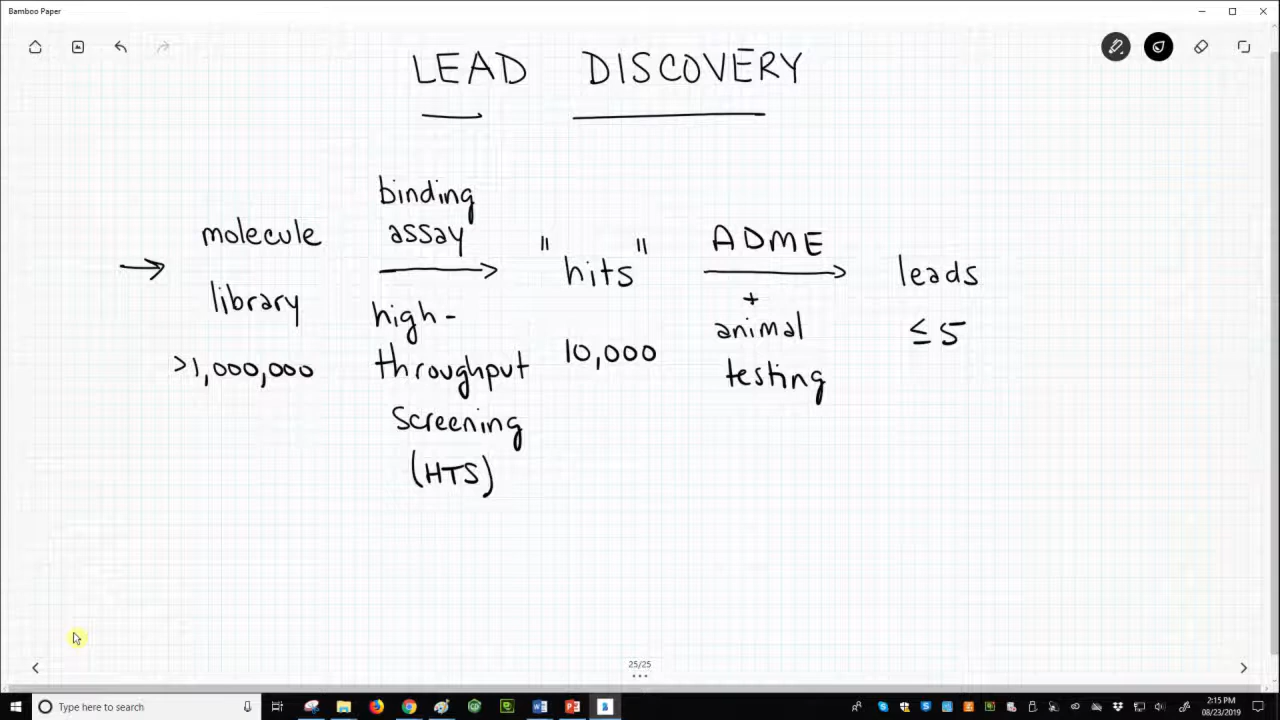 Bamboo Paper
LEAD DISCOVERY
molecule
library
>1,000,000
binding
assay
high-
throughput
screening
(HTS)
"hits"
10,000
ADME
+
animal
testing
leads
≤5
25/25
Type here to search
2:15 PM
08/23/2019